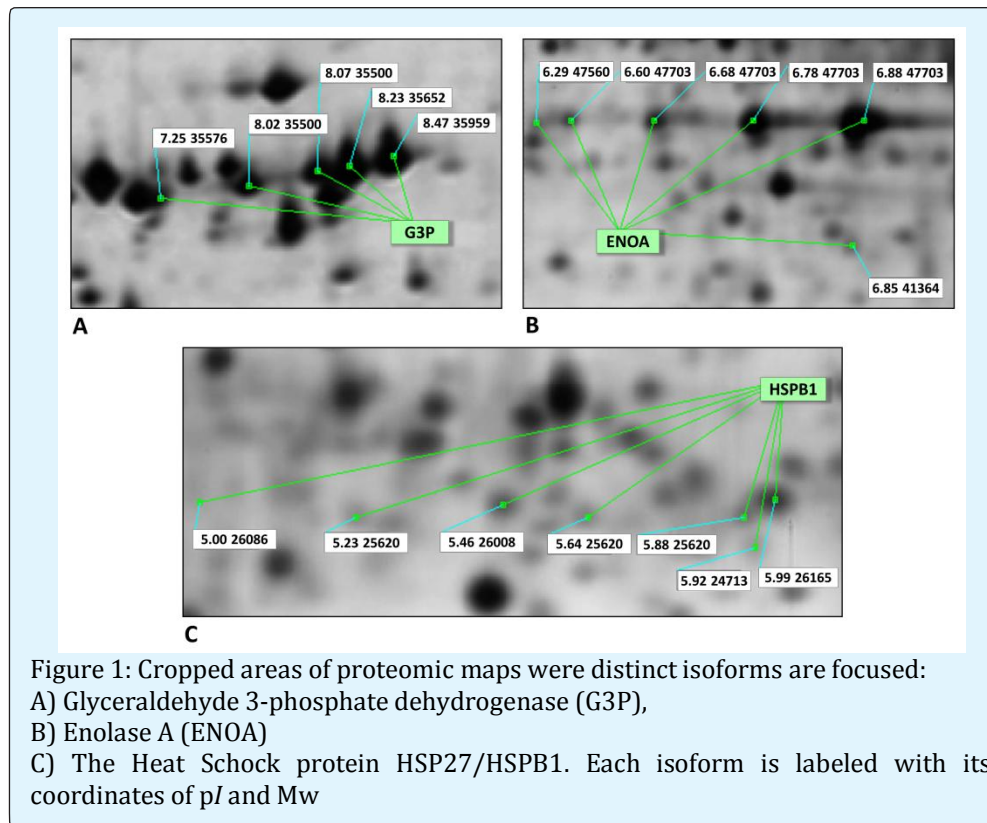 8.07 35500
8.23 35652
7.25 35576
8.02 35500
8.47 35959
G3P
A
6.29 47560
6.60 47703
6.68 47703
6.78 47703
6.88 47703
ENOA
6.85 41364
B
HSPB1
5.00 26086
5.23 25620
5.46 26008
5.64 25620
5.88 25620
5.92 24713
5.99 26165
C
Figure 1: Cropped areas of proteomic maps were distinct isoforms are focused:
A) Glyceraldehyde 3-phosphate dehydrogenase (G3P),
B) Enolase A (ENOA)
C) The Heat Schock protein HSP27/HSPB1. Each isoform is labeled with its
coordinates of pI and Mw